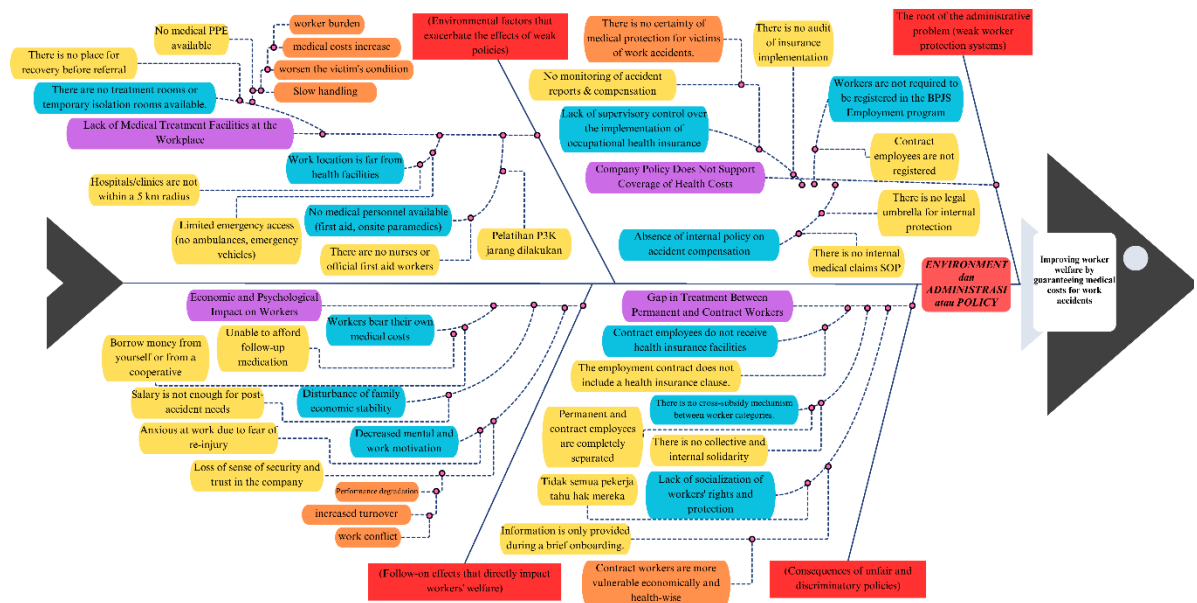 worker burden
medical costs increase
worsen the victim's condition
Slow handling
No medical PPE
available
There is no place for
recovery before referral
There are no treatment rooms or
temporary isolation rooms available.
Lack of Medical Treatment Facilities at the
Workplace
Work location is far from
health facilities
Hospitals/clinics are not
within a 5 km radius
Limited emergency access
(no ambulances, emergency
vehicles)
No medical personnel available
(first aid, onsite paramedics)
There are no nurses or
official first aid workers
Pelatihan P3K
jarang dilakukan
(Environmental factors that
exacerbate the effects of weak
policies)
There is no certainty of
medical protection for victims
of work accidents.
There is no audit
of insurance
implementation
The root of the administrative
problem (weak worker
protection systems)
No monitoring of accident
reports & compensation
Workers are not required
to be registered in the BPJS
Employment program
Lack of supervisory control over
the implementation of
occupational health insurance
Contract
employees are not
registered
Company Policy Does Not Support
Coverage of Health Costs
There is no legal
umbrella for internal
protection
Absence of internal policy on
accident compensation
There is no internal
medical claims SOP
ENVIRONMENT
dan
ADMINISTRASI
atau POLICY
Improving worker
welfare by
guaranteeing medical
costs for work
accidents
Economic and Psychological
Impact on Workers
Workers bear their own
medical costs
Unable to afford
follow-up
medication
Borrow money from
yourself or from a
cooperative
Disturbance of family
economic stability
Salary is not enough for post-
accident needs
Anxious at work due to fear of
re-injury
Decreased mental and
work motivation
Loss of sense of security and
trust in the company
Performance degradation
increased turnover
work conflict
(Follow-on effects that directly impact
workers' welfare)
Gap in Treatment Between
Permanent and Contract Workers
Contract employees do not receive
health insurance facilities
The employment contract does not
include a health insurance clause.
There is no cross-subsidy mechanism
between worker categories.
Permanent and
contract employees
are completely
separated
There is no collective and
internal solidarity
Lack of socialization of
workers' rights and
protection
Tidak semua pekerja
tahu hak mereka
Information is only provided
during a brief onboarding.
Contract workers are more
vulnerable economically and
health-wise
(Consequences of unfair and
discriminatory policies)